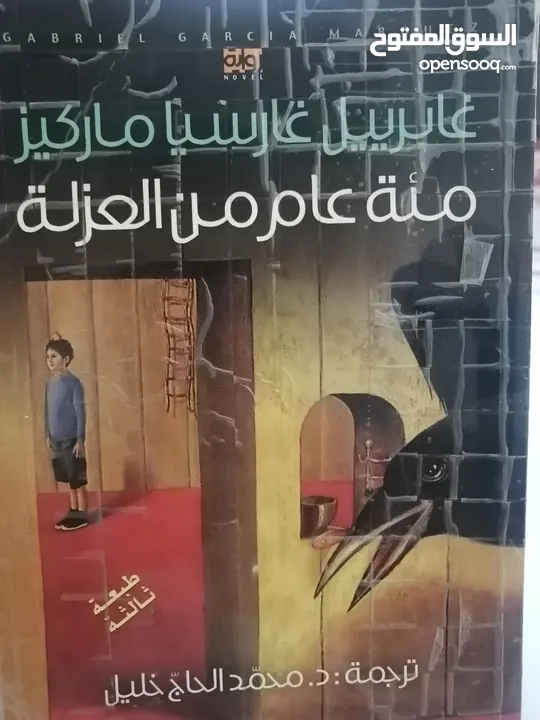 GABRIEL GARCIA MARQUEZ
السوق المفتوح
opensooq.com
رواية
NOVEL
غابرييل غارسيا ماركيز
مئة عام من العزلة
طبعة
ثالثة
ترجمة: د. محمّد الحاجّ خليل